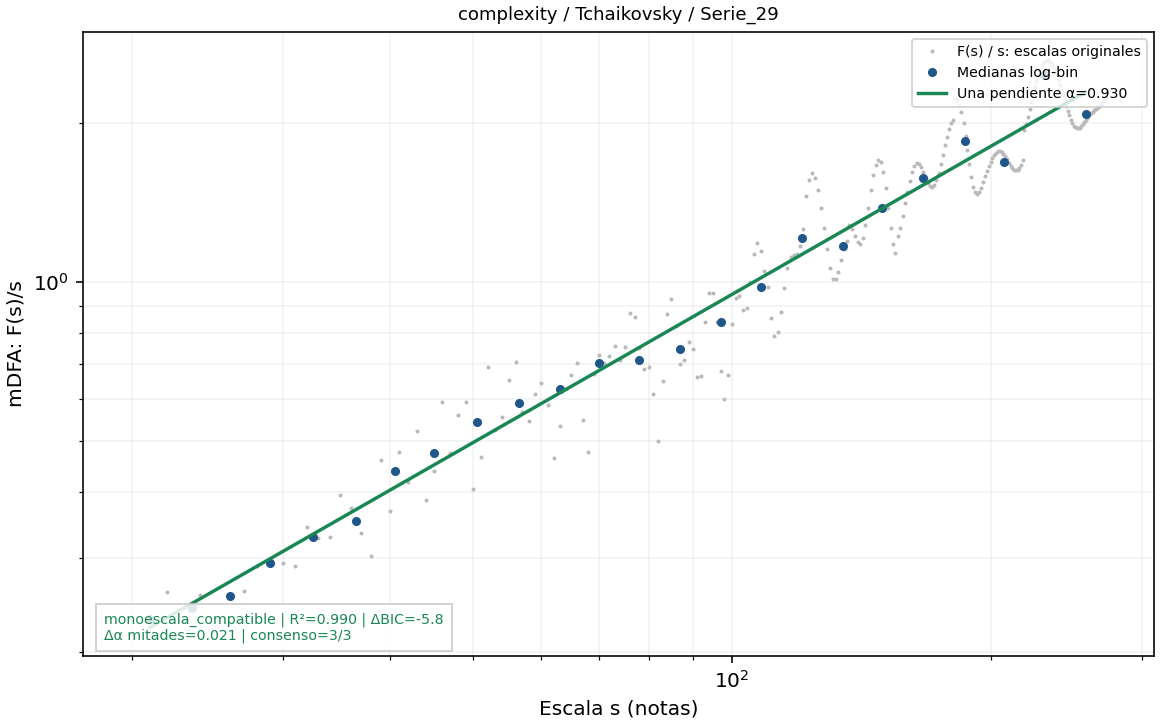 complexity / Tchaikovsky / Serie_29
F(s) / s: escalas originales
Medianas log-bin
Una pendiente α=0.930
mDFA: F(s)/s
10⁰
monoescala_compatible | R²=0.990 | ΔBIC=-5.8
Δα mitades=0.021 | consenso=3/3
10²
Escala s (notas)